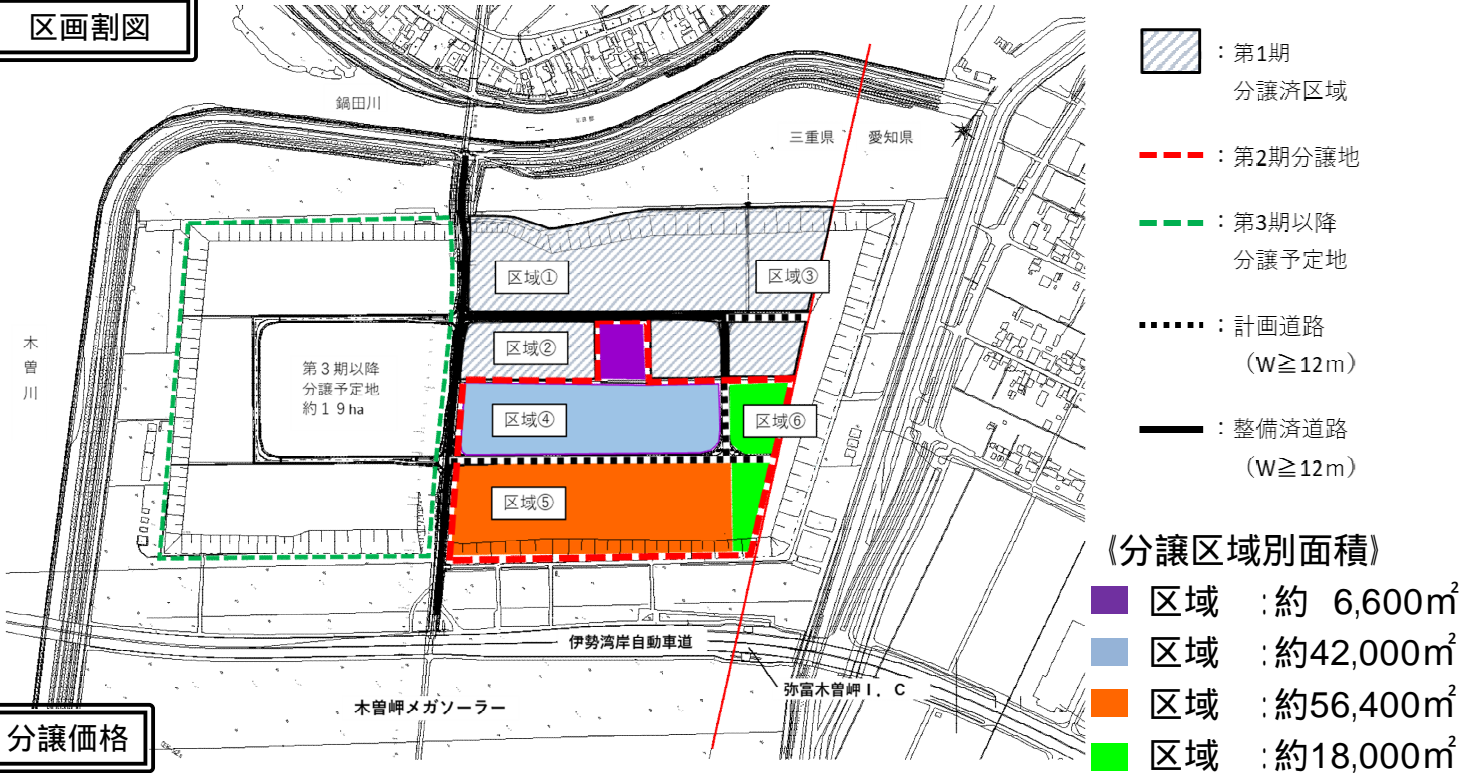 区画割図
鍋田川
三重県
愛知県
木曽川
区域①
区域③
区域②
第3期以降
分譲予定地
約19ha
区域④
区域⑥
区域⑤
伊勢湾岸自動車道
弥富木曽岬I.C
木曽岬メガソーラー
分譲価格
：第1期
分譲済区域
：第2期分譲地
：第3期以降
分譲予定地
：計画道路
（W≧12m）
：整備済道路
（W≧12m）
《分譲区域別面積》
区域 :約 6,600㎡
区域 :約42,000㎡
区域 :約56,400㎡
区域 :約18,000㎡